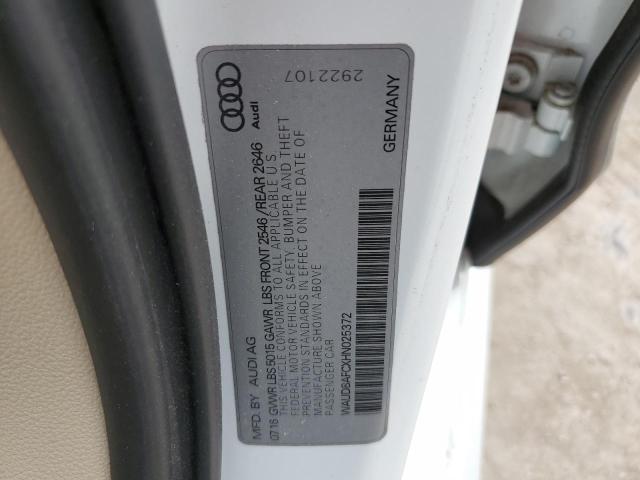 MFD. BY AUDI AG Audi
07 16 GVWR LBS 5015 GAWR LBS FRONT 2546 / REAR 2646
THIS VEHICLE CONFORMS TO ALL APPLICABLE U S
FEDERAL MOTOR VEHICLE SAFETY, BUMPER AND THEFT
PREVENTION STANDARDS IN EFFECT ON THE DATE OF
MANUFACTURE SHOWN ABOVE
PASSENGER CAR
WAUD8AFCXHN025372 GERMANY
2922107